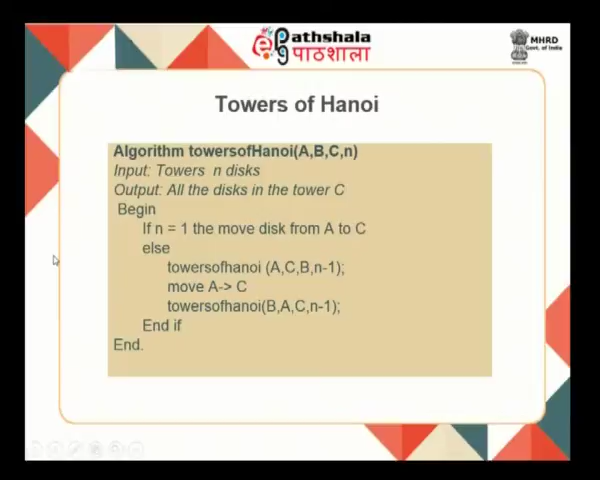 ePathshala
पाठशाला
MHRD
Govt. of India
Towers of Hanoi
Algorithm towersofHanoi(A,B,C,n)
Input: Towers n disks
Output: All the disks in the tower C
Begin
If n = 1 the move disk from A to C
else
towersofhanoi (A,C,B,n-1);
move A-> C
towersofhanoi(B,A,C,n-1);
End if
End.